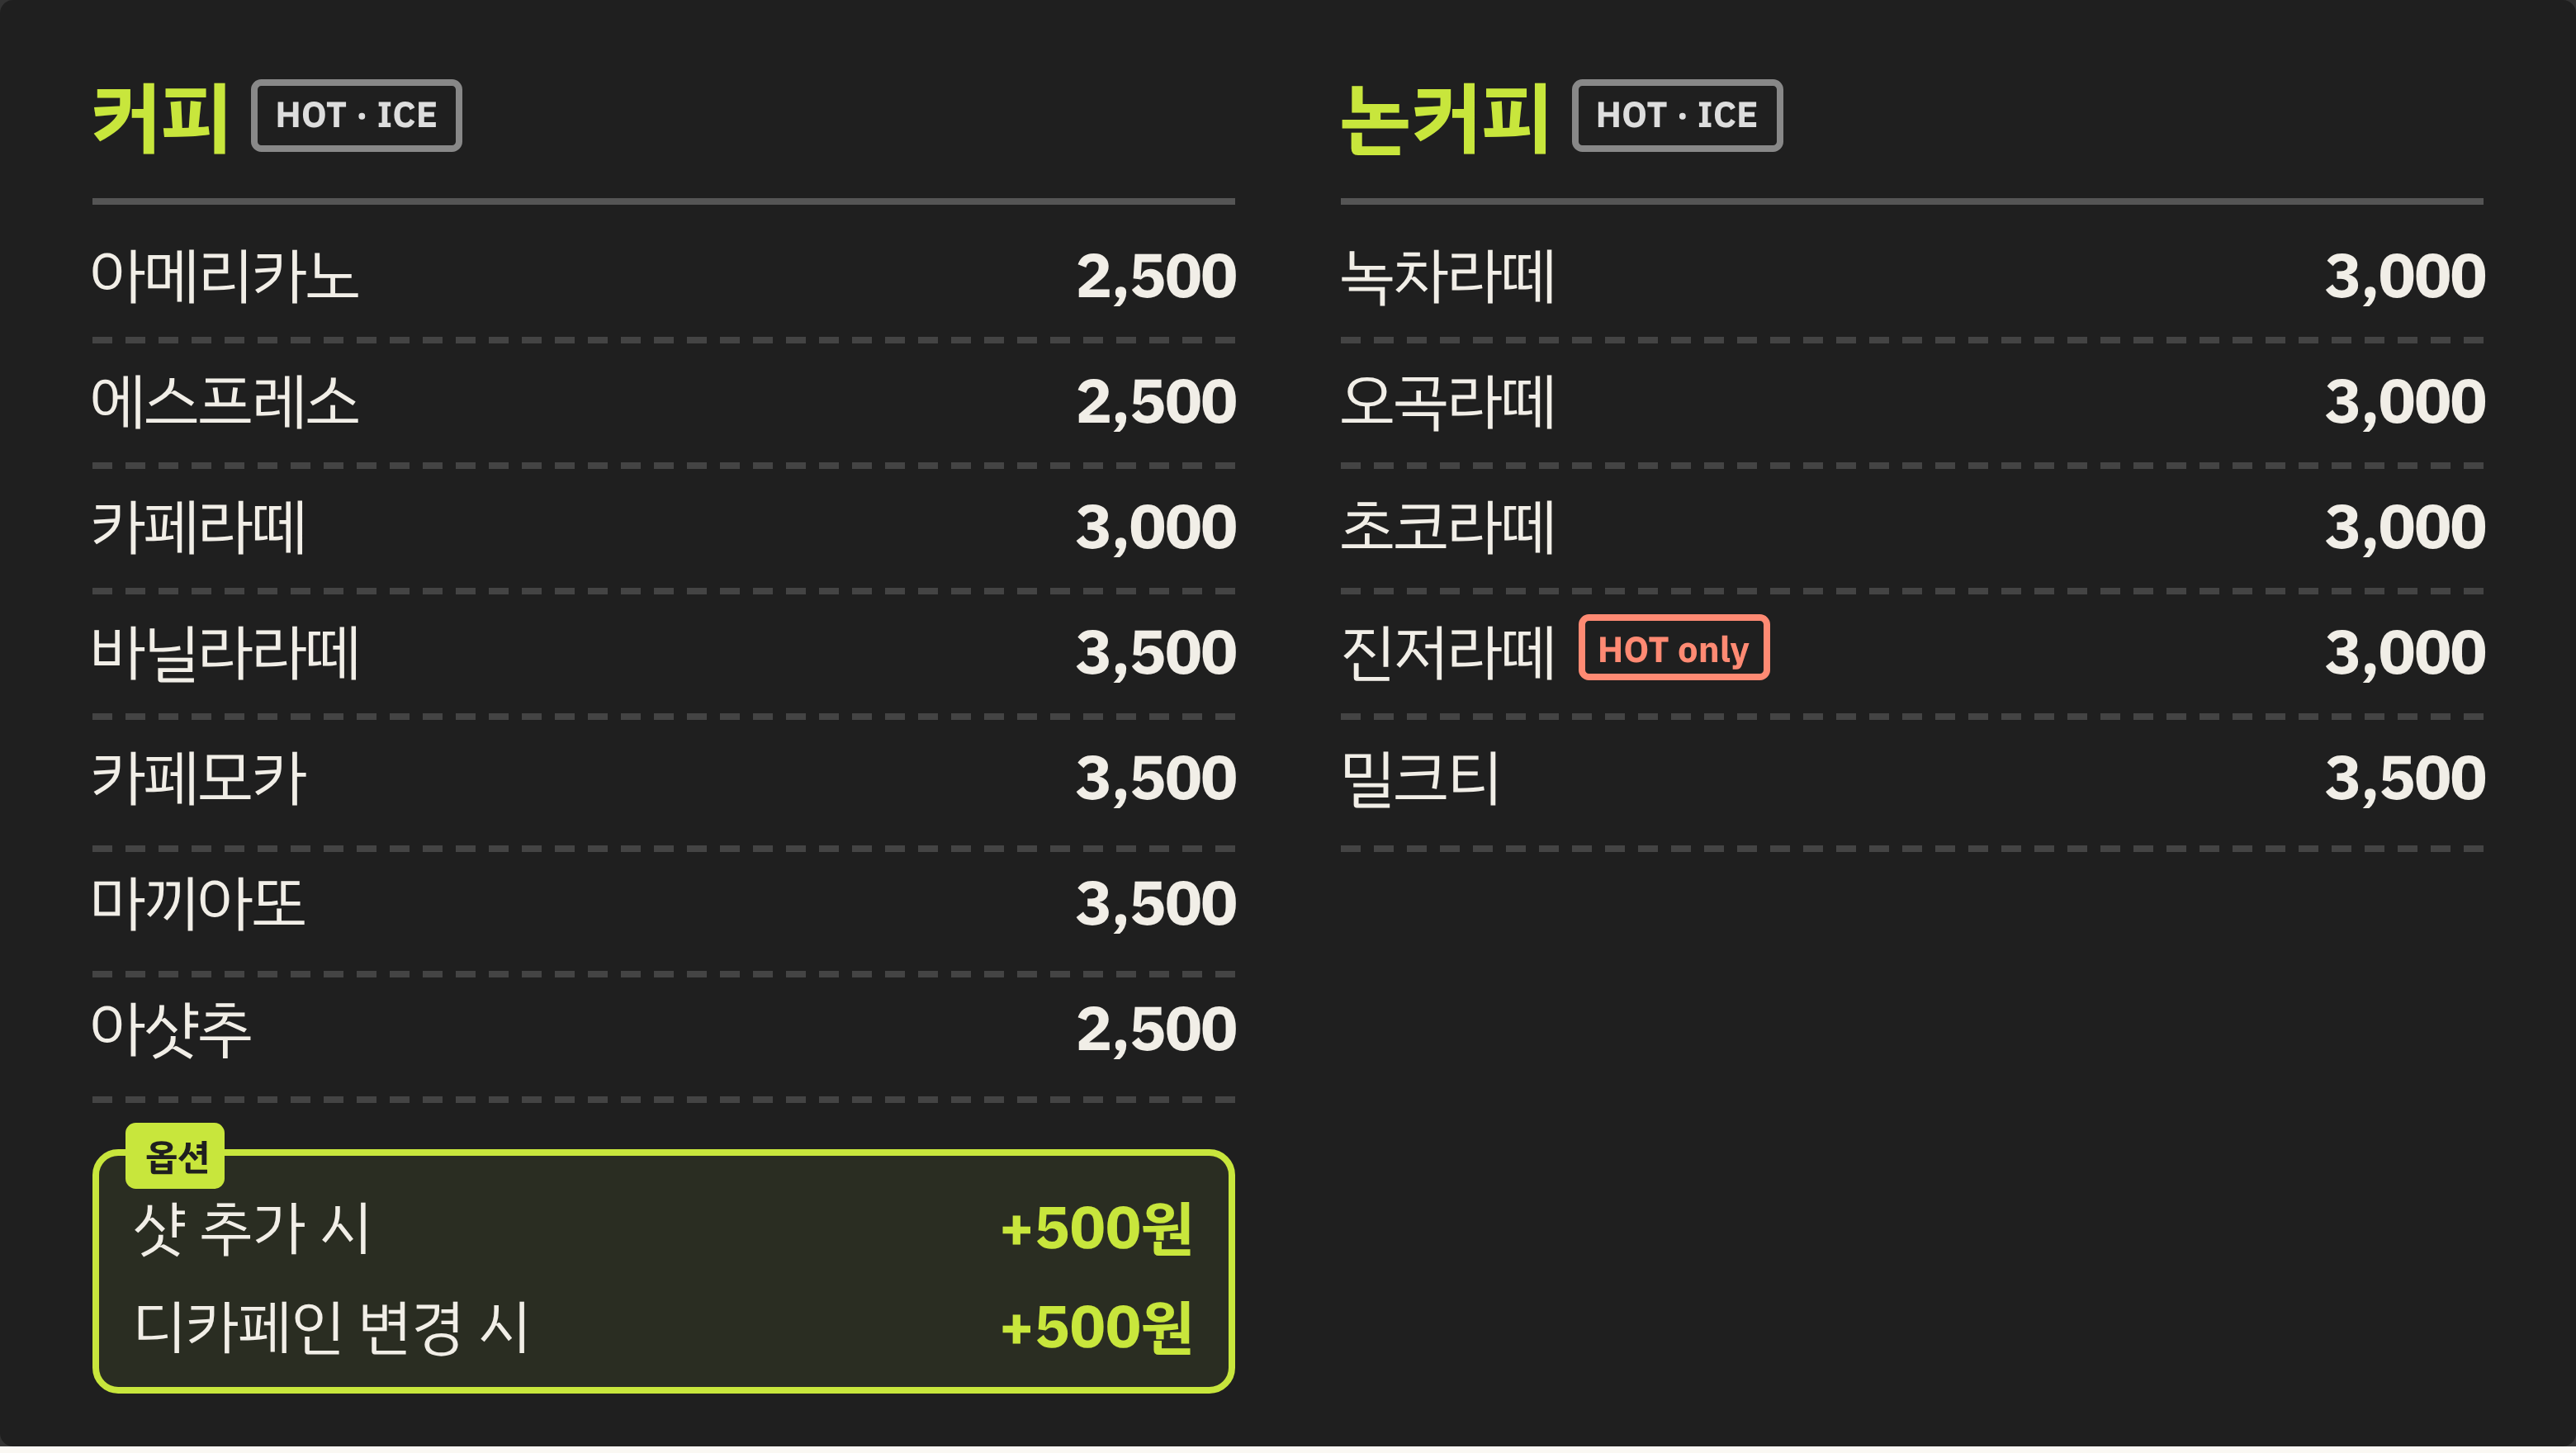 커피 HOT · ICE
아메리카노 2,500
에스프레소 2,500
카페라떼 3,000
바닐라라떼 3,500
카페모카 3,500
마끼아또 3,500
아샷추 2,500
옵션
샷 추가 시 +500원
디카페인 변경 시 +500원
논커피 HOT · ICE
녹차라떼 3,000
오곡라떼 3,000
초코라떼 3,000
진저라떼 HOT only 3,000
밀크티 3,500